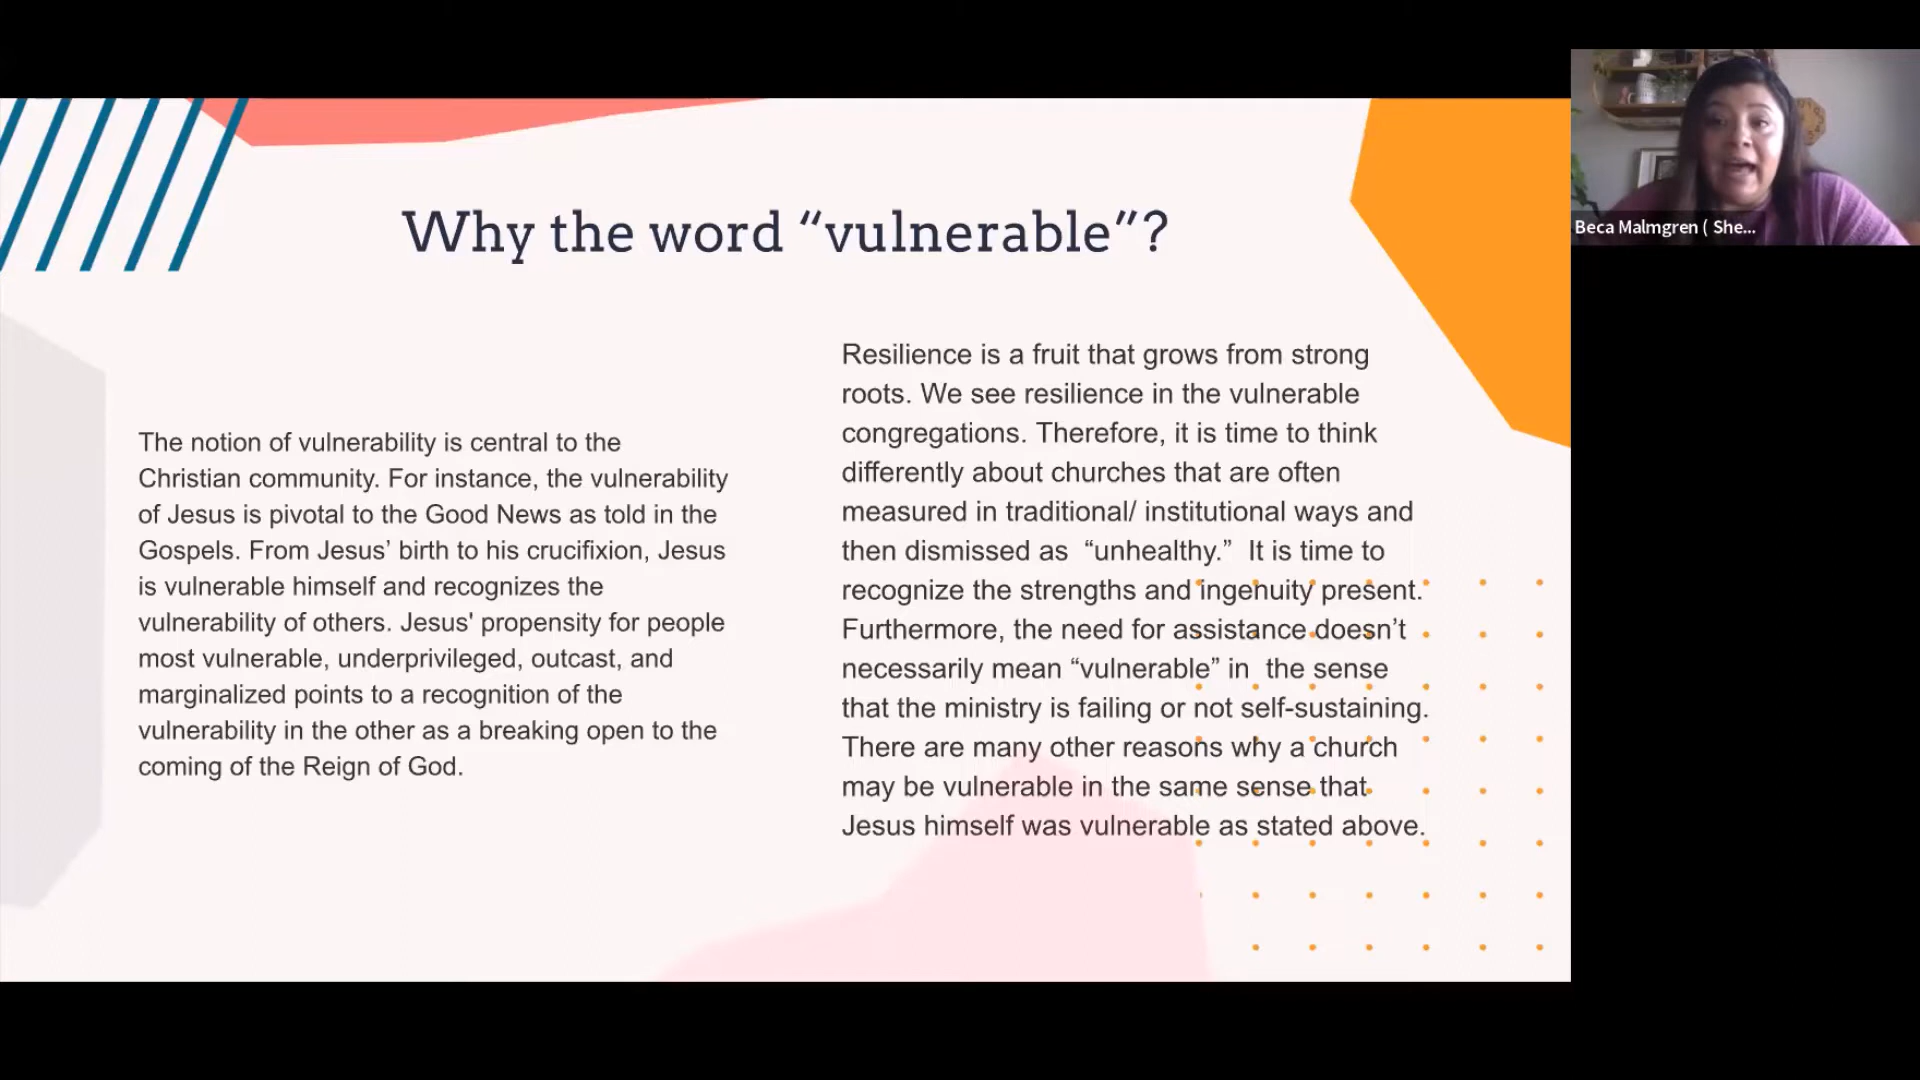 Why the word “vulnerable”?
The notion of vulnerability is central to the
Christian community. For instance, the vulnerability
of Jesus is pivotal to the Good News as told in the
Gospels. From Jesus’ birth to his crucifixion, Jesus
is vulnerable himself and recognizes the
vulnerability of others. Jesus' propensity for people
most vulnerable, underprivileged, outcast, and
marginalized points to a recognition of the
vulnerability in the other as a breaking open to the
coming of the Reign of God.
Resilience is a fruit that grows from strong
roots. We see resilience in the vulnerable
congregations. Therefore, it is time to think
differently about churches that are often
measured in traditional/ institutional ways and
then dismissed as  “unhealthy.”  It is time to
recognize the strengths and ingenuity present.
Furthermore, the need for assistance doesn’t
necessarily mean “vulnerable” in  the sense
that the ministry is failing or not self-sustaining.
There are many other reasons why a church
may be vulnerable in the same sense that
Jesus himself was vulnerable as stated above.
Beca Malmgren ( She...